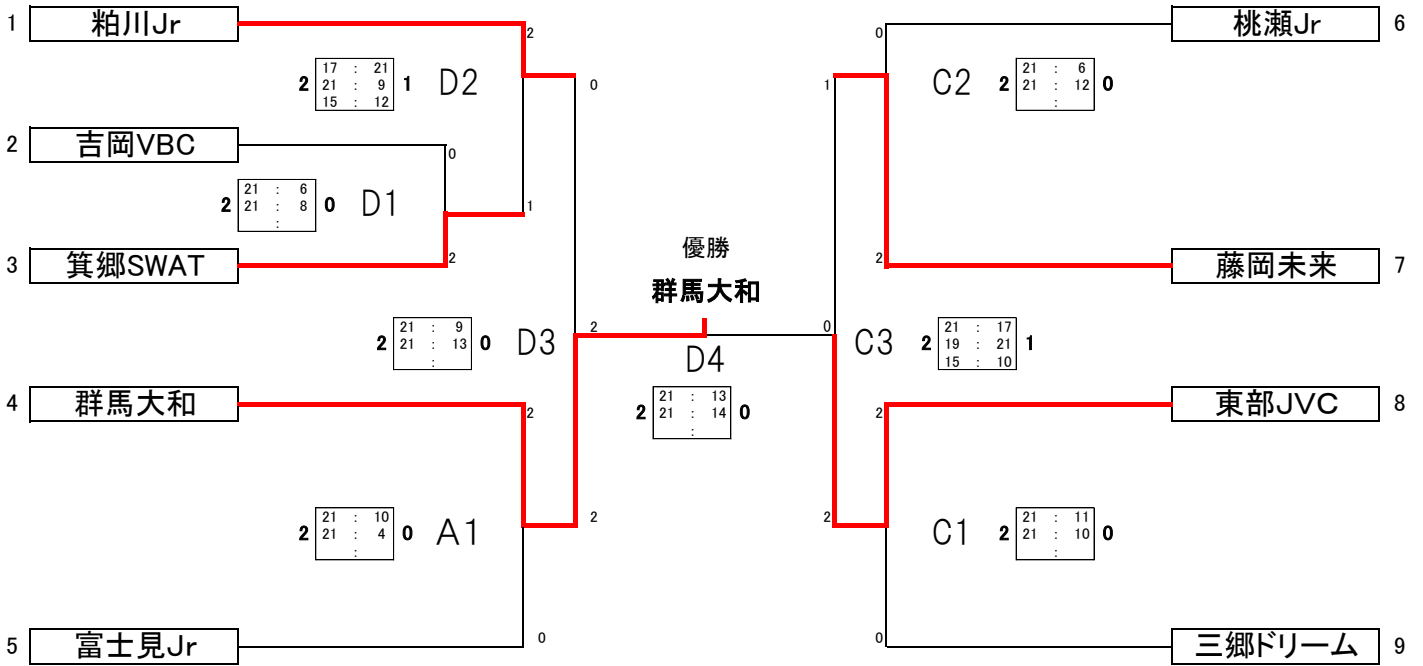 1 粕川Jr
2
2 17 : 21 1
21 : 9
15 : 12
D2
0
2 吉岡VBC
0
2 21 : 6 0
21 : 8
:
D1
1
3 箕郷SWAT
2
2 21 : 9 0
21 : 13
:
D3
2
4 群馬大和
2
2 21 : 10 0
21 : 4
:
A1
2
5 富士見Jr
0
優勝
群馬大和
D4
2 21 : 13 0
21 : 14
:
0
桃瀬Jr 6
1
C2
2 21 : 6 0
21 : 12
:
2
藤岡未来 7
0
C3
2 21 : 17 1
19 : 21
15 : 10
2
東部JVC 8
2
C1
2 21 : 11 0
21 : 10
:
0
三郷ドリーム 9